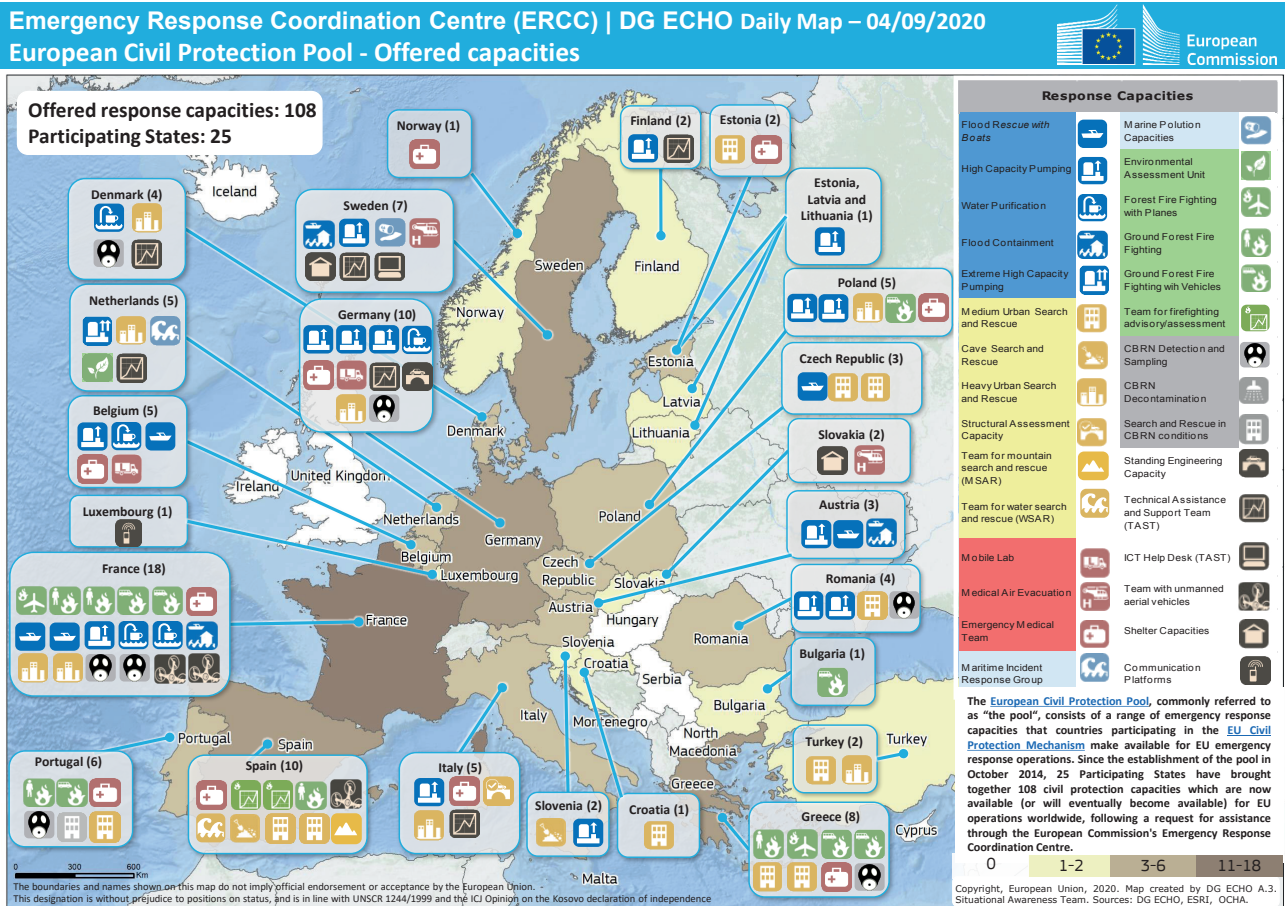 Emergency Response Coordination Centre (ERCC) | DG ECHO Daily Map – 04/09/2020
European Civil Protection Pool - Offered capacities
European
Commission
Offered response capacities: 108
Participating States: 25
Norway (1)
Finland (2)
Estonia (2)
Denmark (4)
Sweden (7)
H
Estonia,
Latvia and
Lithuania (1)
Netherlands (5)
Germany (10)
Poland (5)
Czech Republic (3)
Belgium (5)
Slovakia (2)
H
Luxembourg (1)
Austria (3)
France (18)
Romania (4)
Bulgaria (1)
Turkey (2)
Portugal (6)
Spain (10)
Italy (5)
Slovenia (2)
Croatia (1)
Greece (8)
Iceland
Sweden
Finland
Norway
Estonia
Latvia
Lithuania
Denmark
United Kingdom
Ireland
Netherlands
Poland
Germany
Belgium
Luxembourg
Czech
Republic
Slovakia
Austria
Hungary
France
Romania
Slovenia
Croatia
Serbia
Bulgaria
Italy
Montenegro
North
Macedonia
Turkey
Portugal
Spain
Greece
Cyprus
Malta
0 300 600
Km
The boundaries and names shown on this map do not imply official endorsement or acceptance by the European Union. -
This designation is without prejudice to positions on status, and is in line with UNSCR 1244/1999 and the ICJ Opinion on the Kosovo declaration of independence
Response Capacities
Flood Rescue with
Boats
High Capacity Pumping
Water Purification
Flood Containment
Extreme High Capacity
Pumping
Medium Urban Search
and Rescue
Cave Search and
Rescue
Heavy Urban Search
and Rescue
Structural Assessment
Capacity
Team for mountain
search and rescue
(MSAR)
Team for water search
and rescue (WSAR)
Mobile Lab
Medical Air Evacuation
H
Emergency Medical
Team
Maritime Incident
Response Group
Marine Polution
Capacities
Environmental
Assessment Unit
Forest Fire Fighting
with Planes
Ground Forest Fire
Fighting
Ground Forest Fire
Fighting wih Vehicles
Team for firefighting
advisory/assessment
CBRN Detection and
Sampling
CBRN
Decontamination
Search and Rescue in
CBRN conditions
Standing Engineering
Capacity
Technical Assistance
and Support Team
(TAST)
ICT Help Desk (TAST)
Team with unmanned
aerial vehicles
Shelter Capacities
Communication
Platforms
The European Civil Protection Pool, commonly referred to
as “the pool“, consists of a range of emergency response
capacities that countries participating in the EU Civil
Protection Mechanism make available for EU emergency
response operations. Since the establishment of the pool in
October 2014, 25 Participating States have brought
together 108 civil protection capacities which are now
available (or will eventually become available) for EU
operations worldwide, following a request for assistance
through the European Commission's Emergency Response
Coordination Centre.
0 1-2 3-6 11-18
Copyright, European Union, 2020. Map created by DG ECHO A.3.
Situational Awareness Team. Sources: DG ECHO, ESRI, OCHA.